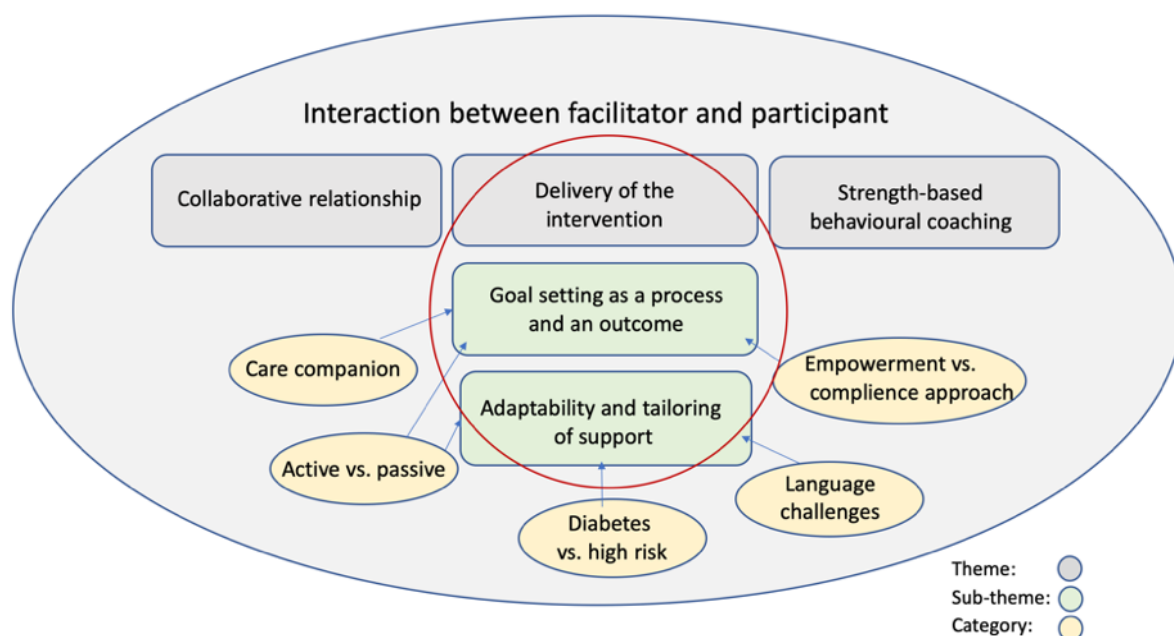 Interaction between facilitator and participant
Collaborative relationship
Delivery of the
intervention
Strength-based
behavioural coaching
Goal setting as a process
and an outcome
Care companion
Empowerment vs.
complience approach
Adaptability and tailoring
of support
Active vs. passive
Language
challenges
Diabetes
vs. high risk
Theme:
Sub-theme:
Category: